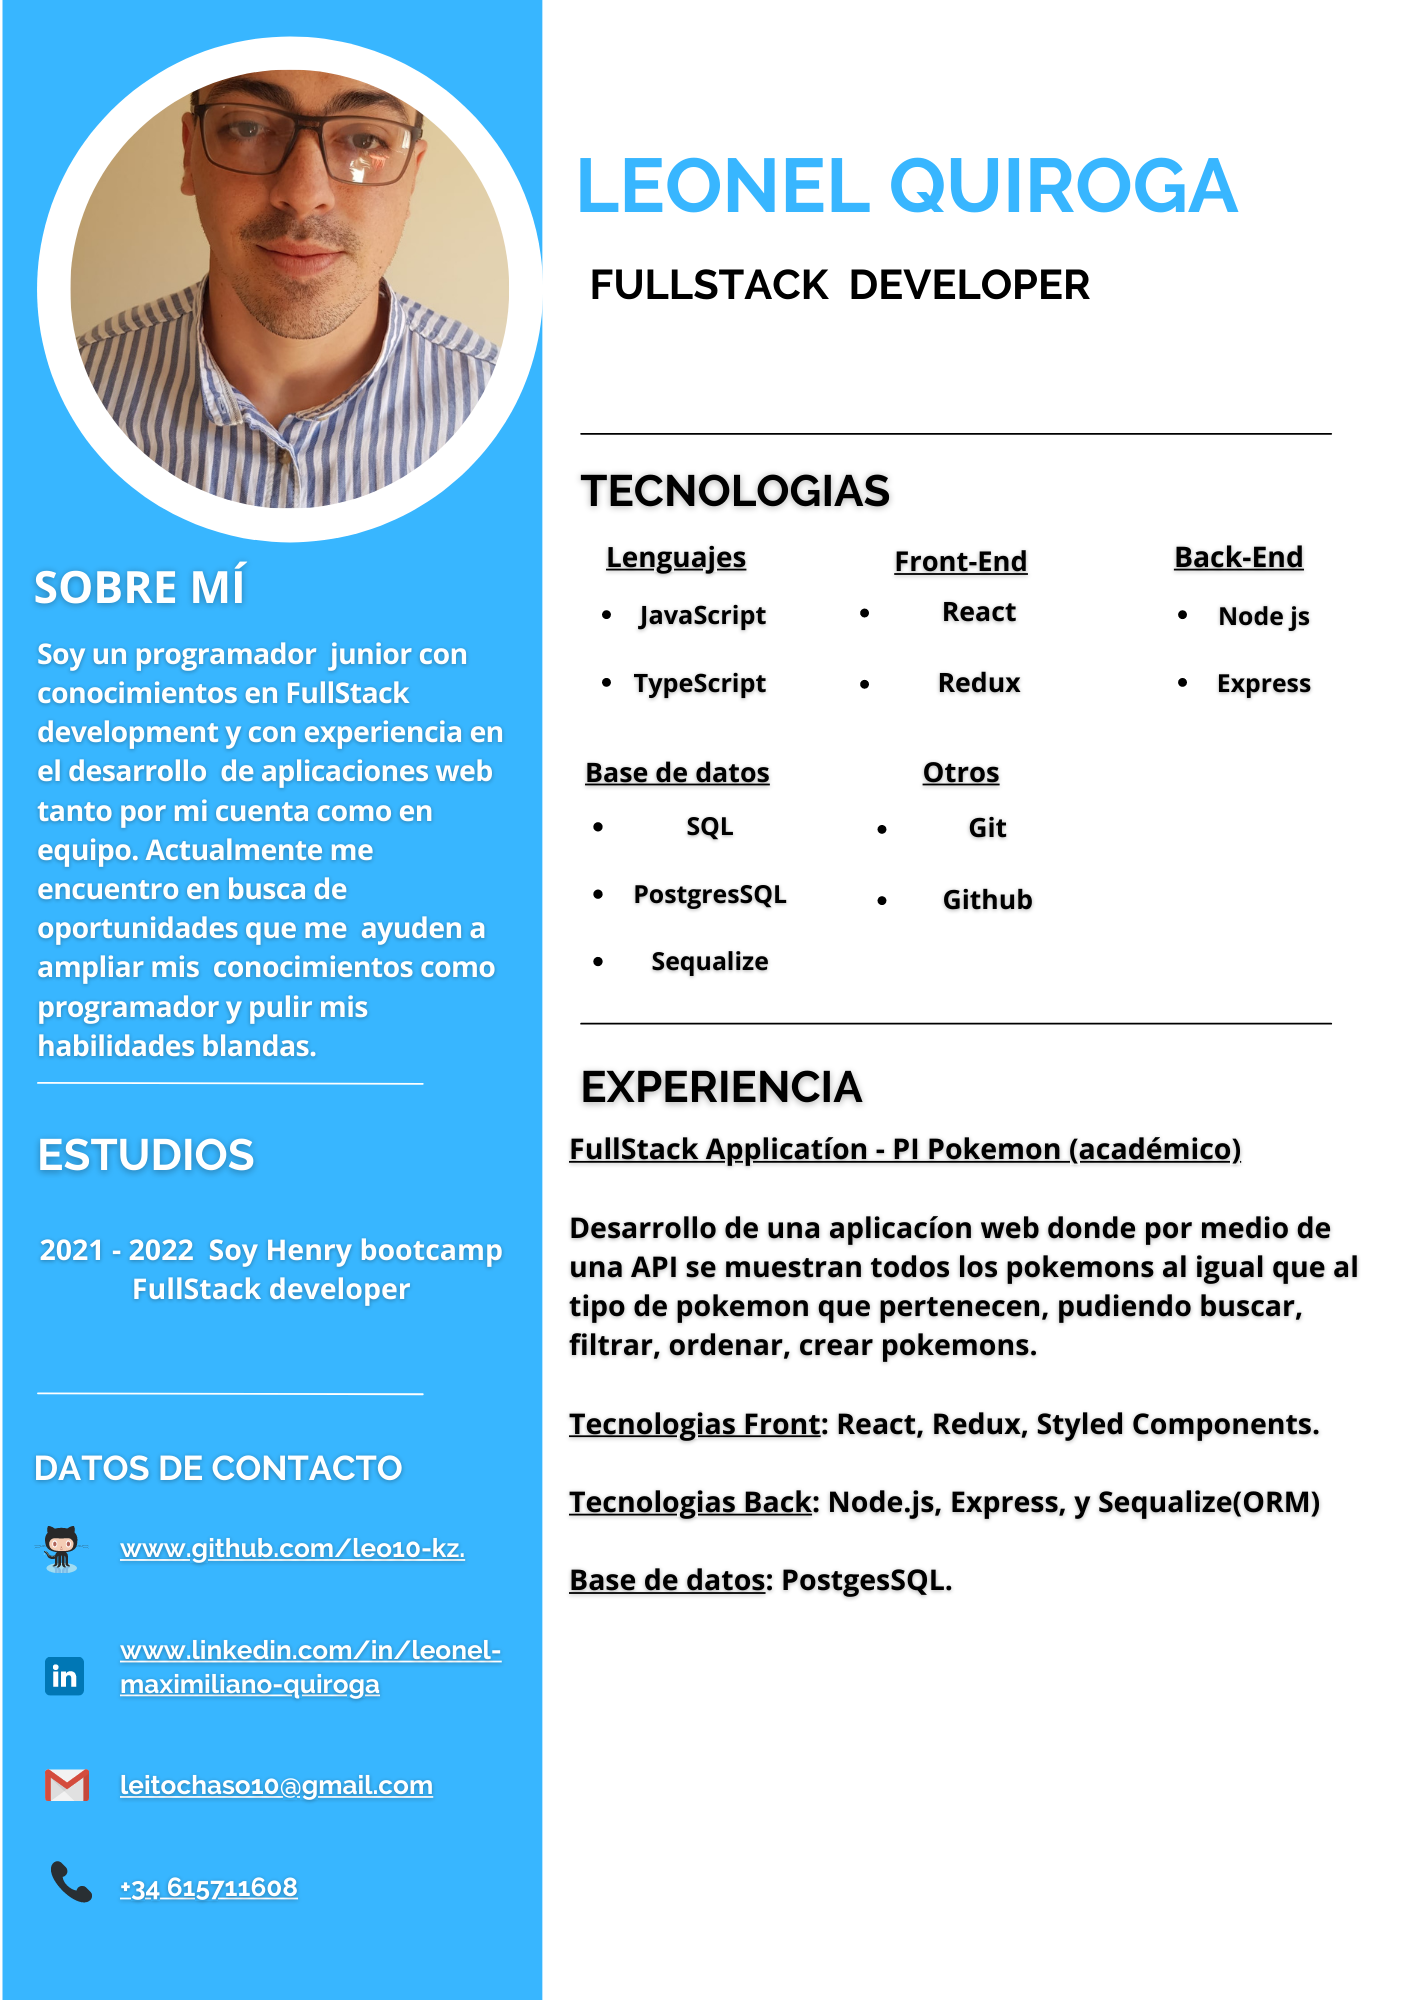 LEONEL QUIROGA
FULLSTACK  DEVELOPER
SOBRE MÍ
Soy un programador  junior con
conocimientos en FullStack
development y con experiencia en
el desarrollo  de aplicaciones web
tanto por mi cuenta como en
equipo. Actualmente me
encuentro en busca de
oportunidades que me  ayuden a
ampliar mis  conocimientos como
programador y pulir mis
habilidades blandas.
ESTUDIOS
2021 - 2022  Soy Henry bootcamp
FullStack developer
DATOS DE CONTACTO
www.github.com/leo10-kz.
in
www.linkedin.com/in/leonel-
maximiliano-quiroga
leitochaso10@gmail.com
+34 615711608
TECNOLOGIAS
Lenguajes
• JavaScript
• TypeScript
Front-End
• React
• Redux
Back-End
• Node js
• Express
Base de datos
• SQL
• PostgresSQL
• Sequalize
Otros
• Git
• Github
EXPERIENCIA
FullStack Applicatíon - PI Pokemon (académico)
Desarrollo de una aplicacíon web donde por medio de
una API se muestran todos los pokemons al igual que al
tipo de pokemon que pertenecen, pudiendo buscar,
filtrar, ordenar, crear pokemons.
Tecnologias Front: React, Redux, Styled Components.
Tecnologias Back: Node.js, Express, y Sequalize(ORM)
Base de datos: PostgesSQL.